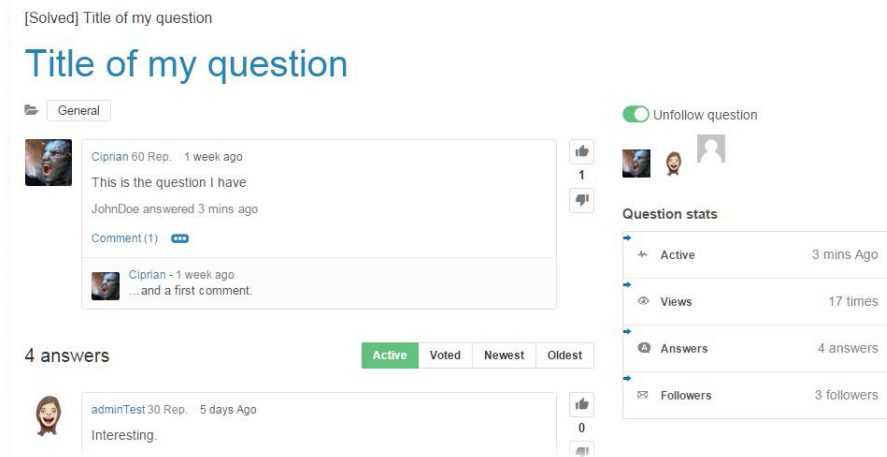 [Solved] Title of my question
Title of my question
General
Ciprian 60 Rep. 1 week ago
This is the question I have
JohnDoe answered 3 mins ago
Comment (1)
Ciprian - 1 week ago
...and a first comment.
1
4 answers
Active Voted Newest Oldest
adminTest 30 Rep. 5 days Ago
Interesting.
0
Unfollow question
Question stats
Active 3 mins Ago
Views 17 times
A Answers 4 answers
Followers 3 followers